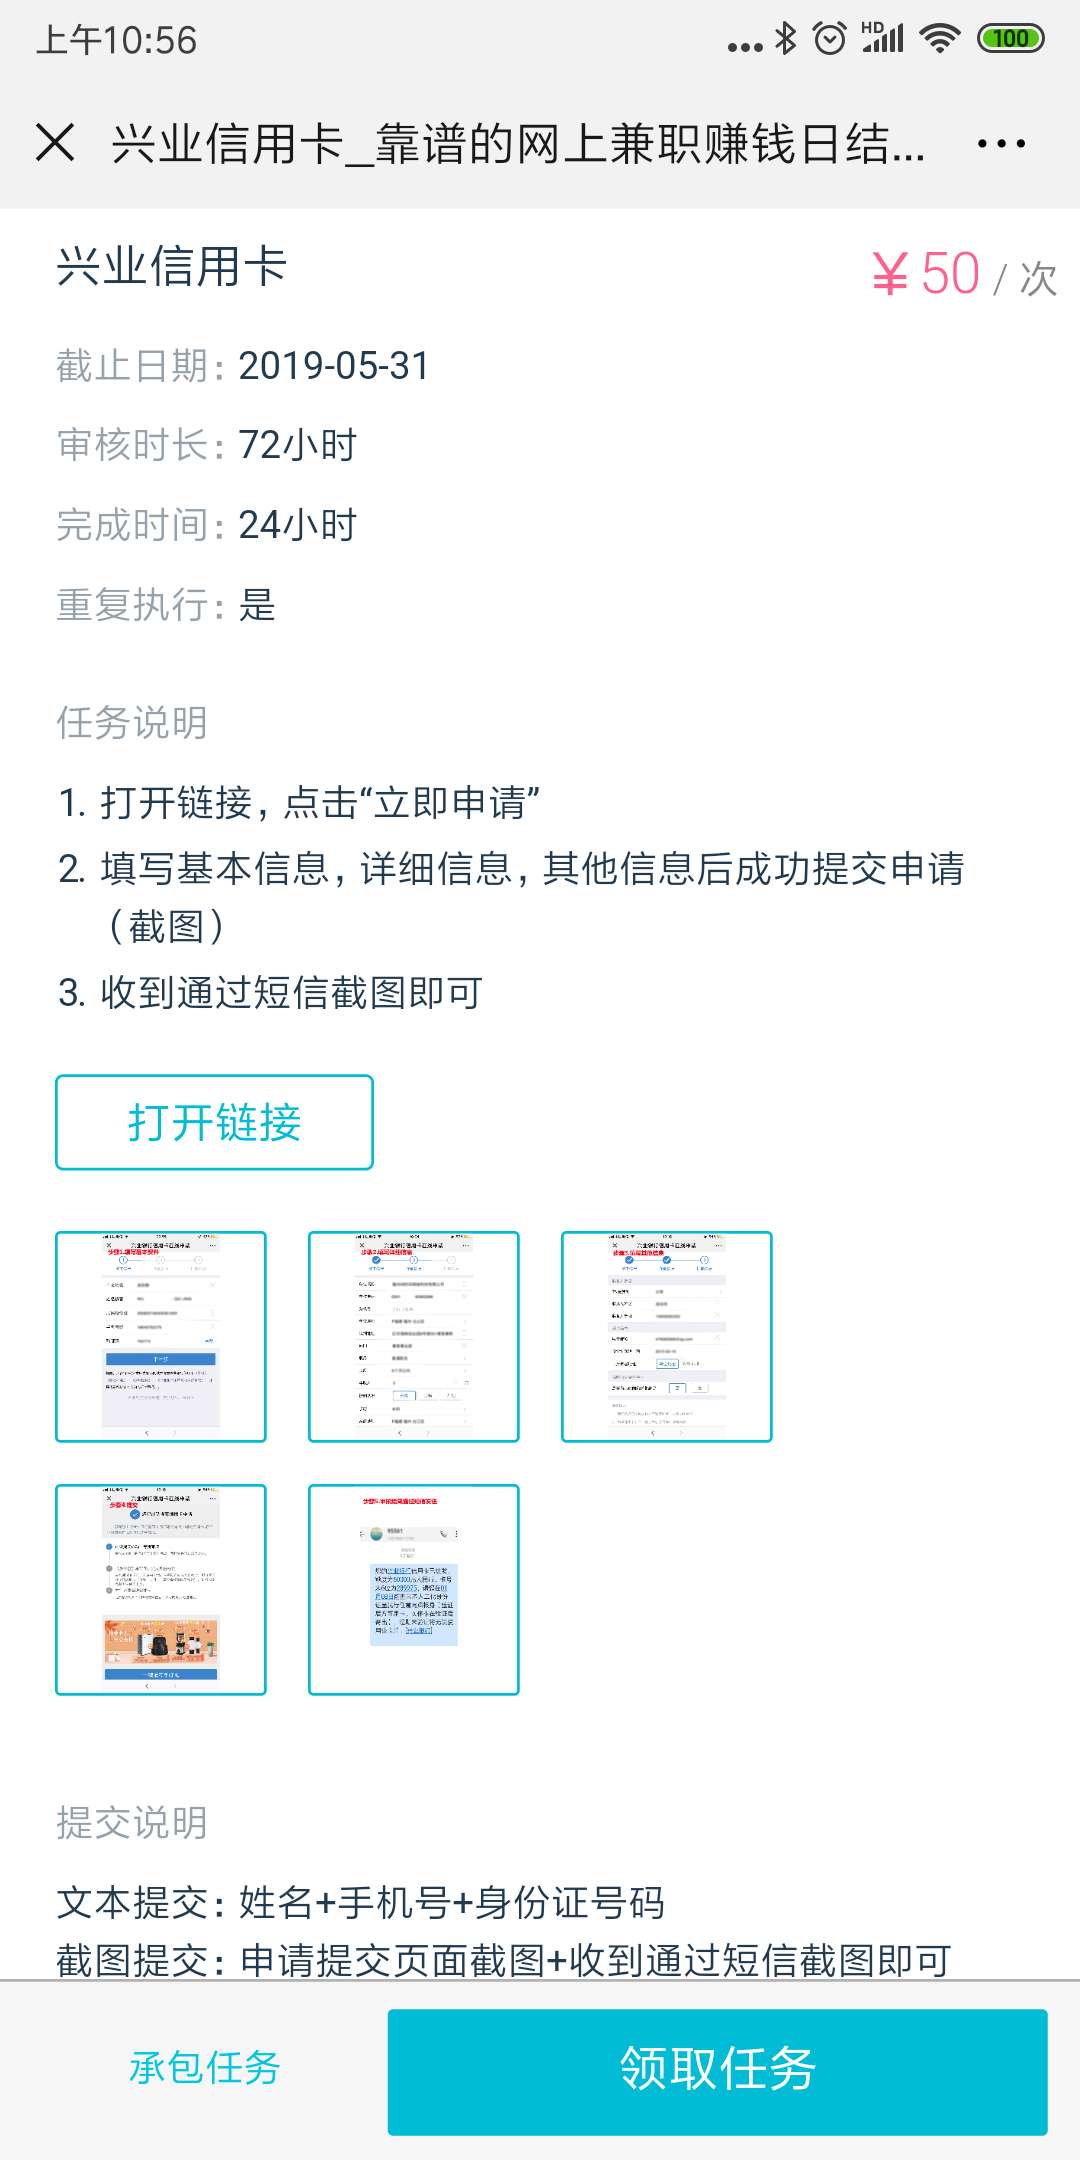 上午10:56
HD
100
兴业信用卡_靠谱的网上兼职赚钱日结...
兴业信用卡
￥50 / 次
截止日期: 2019-05-31
审核时长: 72小时
完成时间: 24小时
重复执行: 是
任务说明
1. 打开链接, 点击“立即申请”
2. 填写基本信息, 详细信息, 其他信息后成功提交申请
（截图）
3. 收到通过短信截图即可
打开链接
提交说明
文本提交: 姓名+手机号+身份证号码
截图提交: 申请提交页面截图+收到通过短信截图即可
承包任务
领取任务